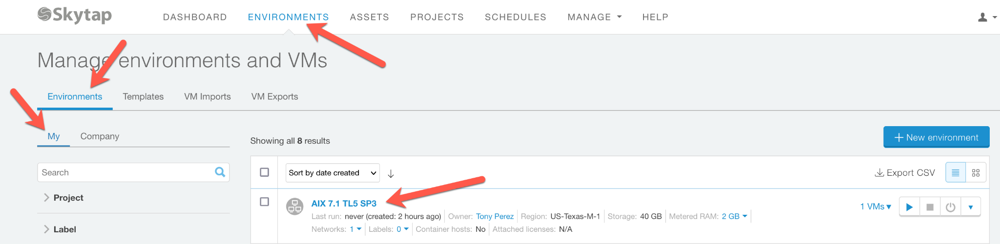 Skytap
DASHBOARD ENVIRONMENTS ASSETS PROJECTS SCHEDULES MANAGE HELP
Manage environments and VMs
Environments Templates VM Imports VM Exports
My Company
Showing all 8 results
+ New environment
Search
Sort by date created
Export CSV
Project
AIX 7.1 TL5 SP3
1 VMs
Last run: never (created: 2 hours ago) Owner: Tony Perez Region: US-Texas-M-1 Storage: 40 GB Metered RAM: 2 GB
Label
Networks: 1 Labels: 0 Container hosts: No Attached licenses: N/A